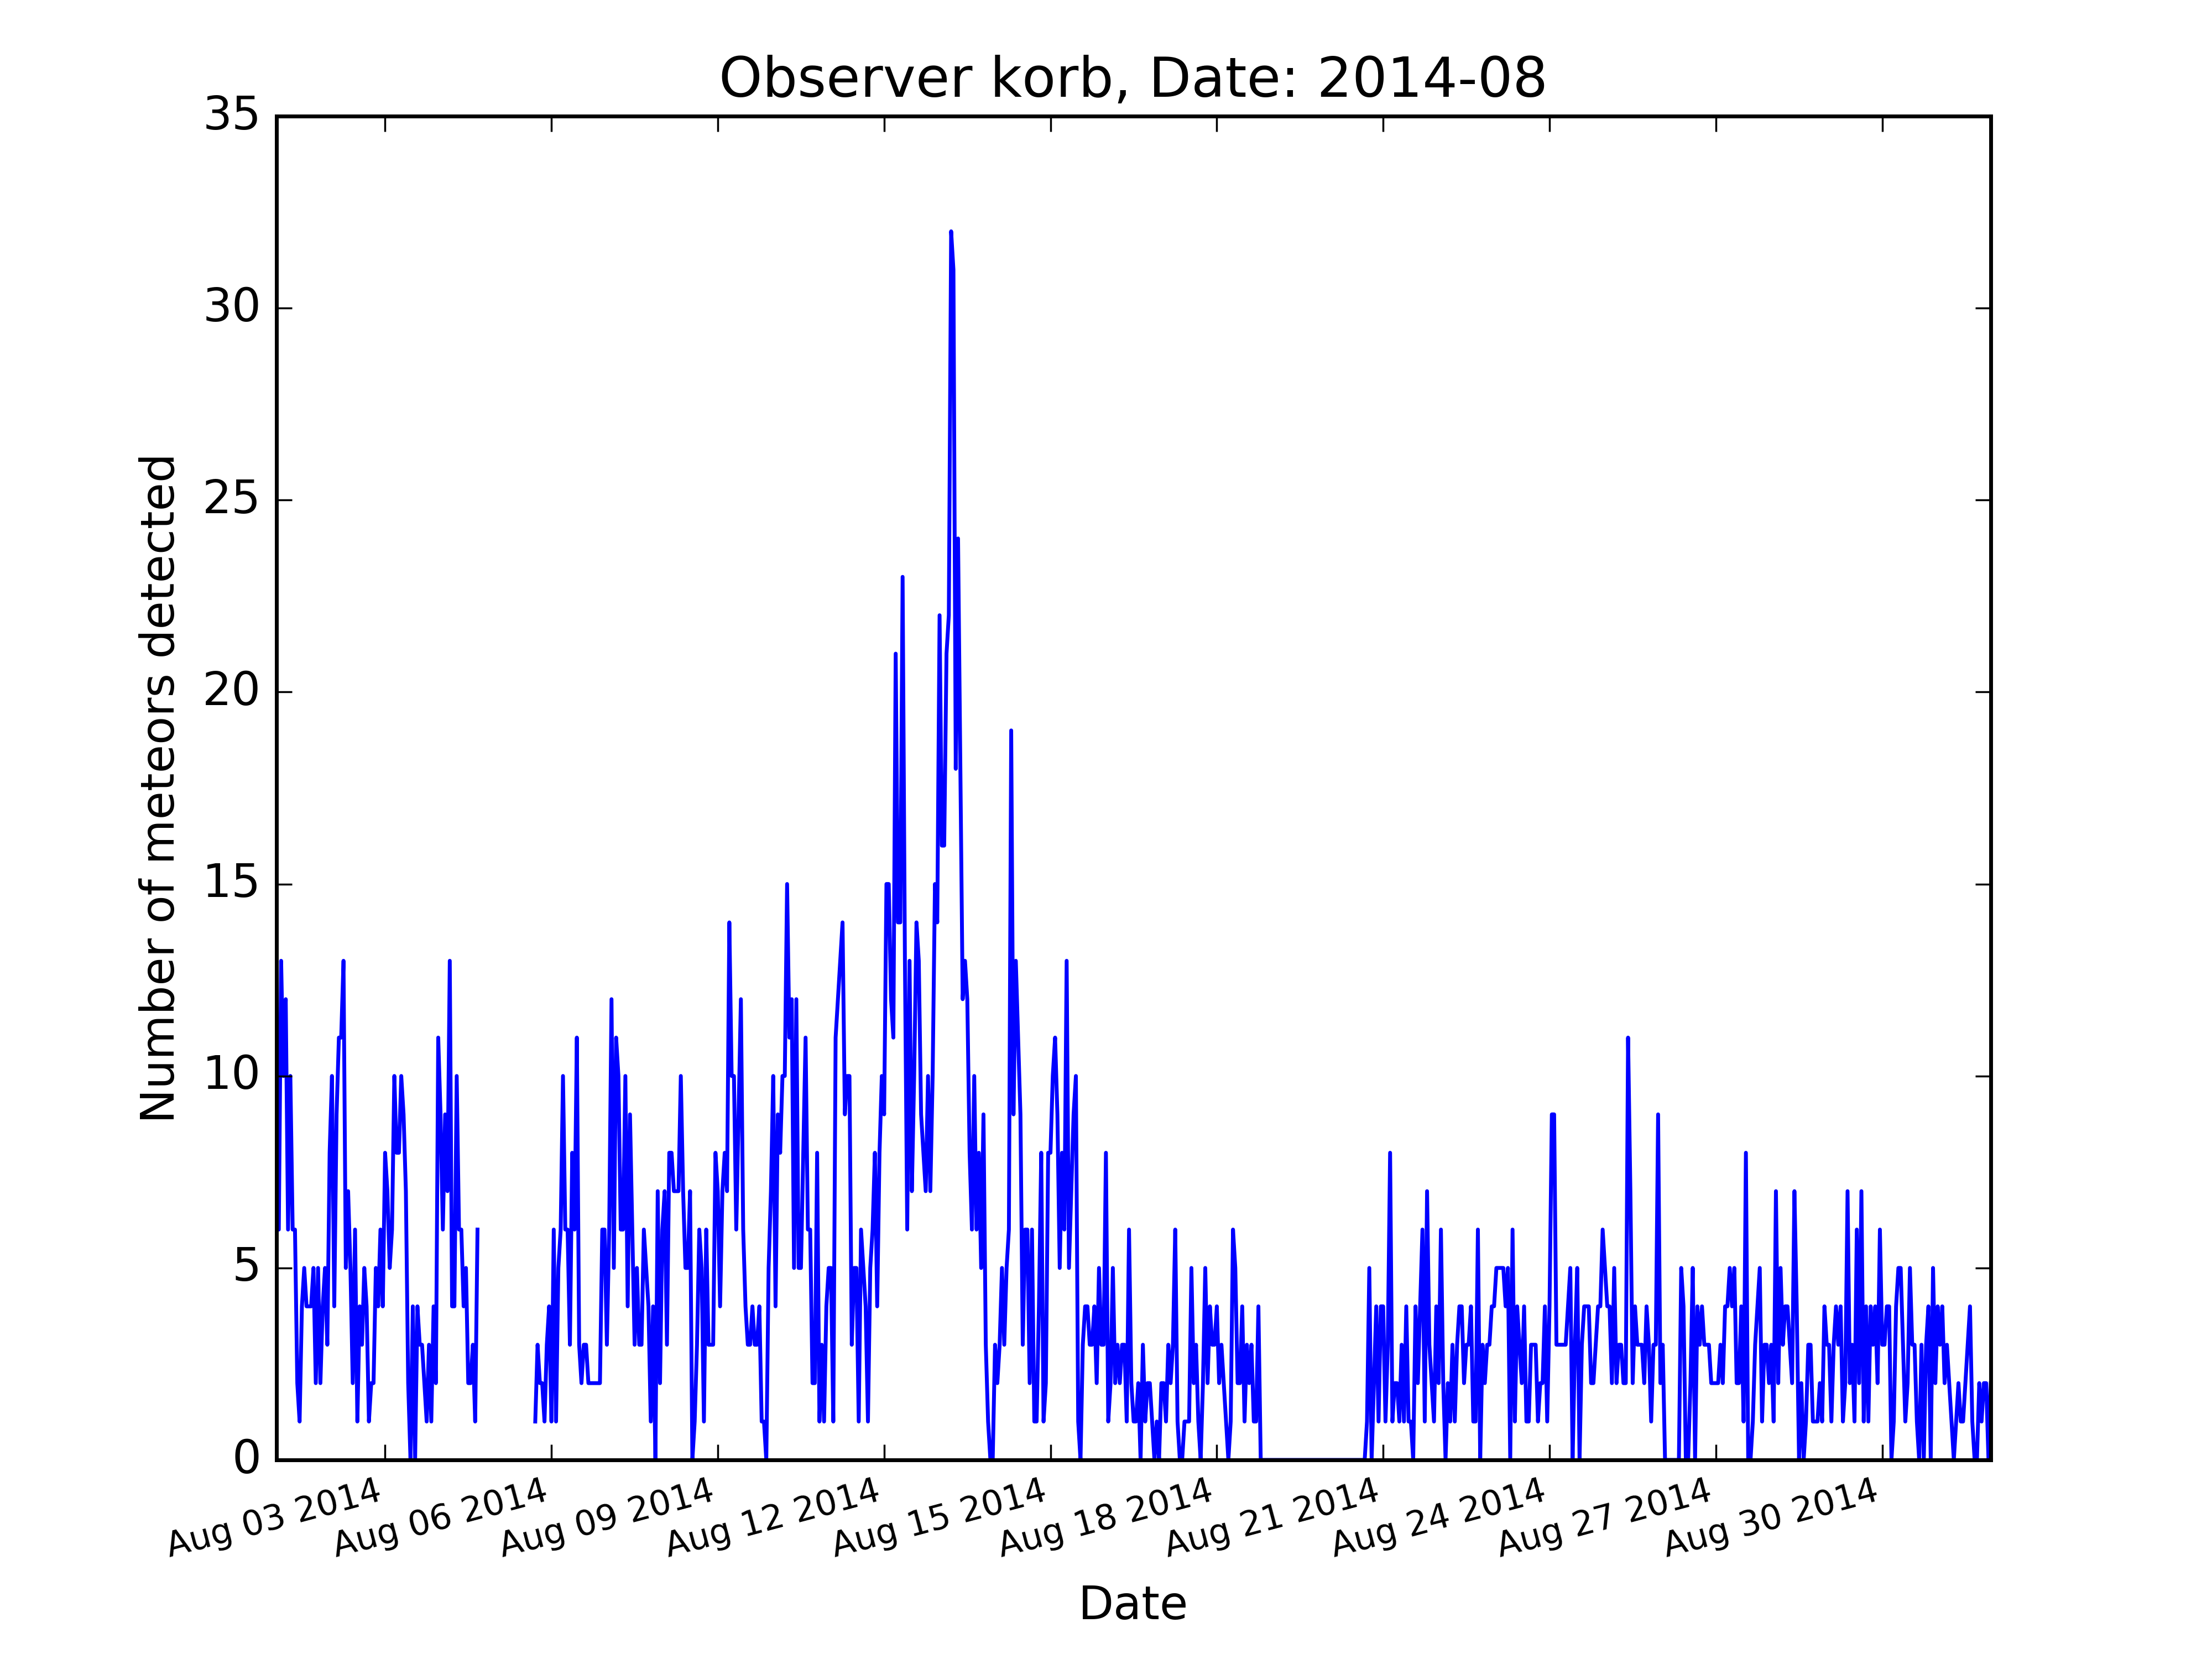 Observer korb, Date: 2014-08
35
30
25
20
15
10
5
0
Number of meteors detected
Aug 03 2014
Aug 06 2014
Aug 09 2014
Aug 12 2014
Aug 15 2014
Aug 18 2014
Aug 21 2014
Aug 24 2014
Aug 27 2014
Aug 30 2014
Date